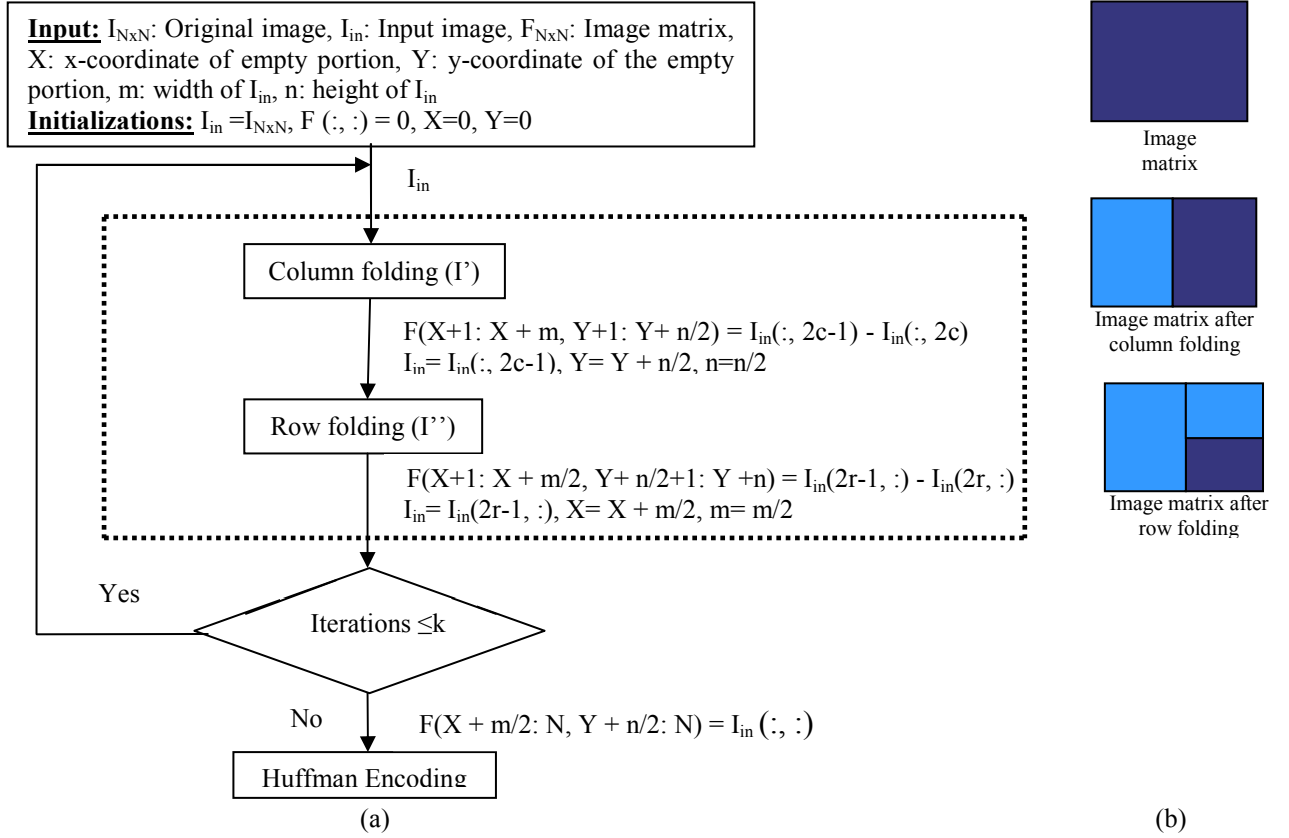 Input: I_NxN: Original image, I_in: Input image, F_NxN: Image matrix,
X: x-coordinate of empty portion, Y: y-coordinate of the empty
portion, m: width of I_in, n: height of I_in
Initializations: I_in =I_NxN, F (:, :) = 0, X=0, Y=0
I_in
Column folding (I')
F(X+1: X + m, Y+1: Y+ n/2) = I_in(:, 2c-1) - I_in(:, 2c)
I_in= I_in(:, 2c-1), Y= Y + n/2, n=n/2
Row folding (I’’)
F(X+1: X + m/2, Y+ n/2+1: Y +n) = I_in(2r-1, :) - I_in(2r, :)
I_in= I_in(2r-1, :), X= X + m/2, m= m/2
Yes
Iterations ≤k
No
F(X + m/2: N, Y + n/2: N) = I_in (:, :)
Huffman Encoding
(a)
Image
matrix
Image matrix after
column folding
Image matrix after
row folding
(b)